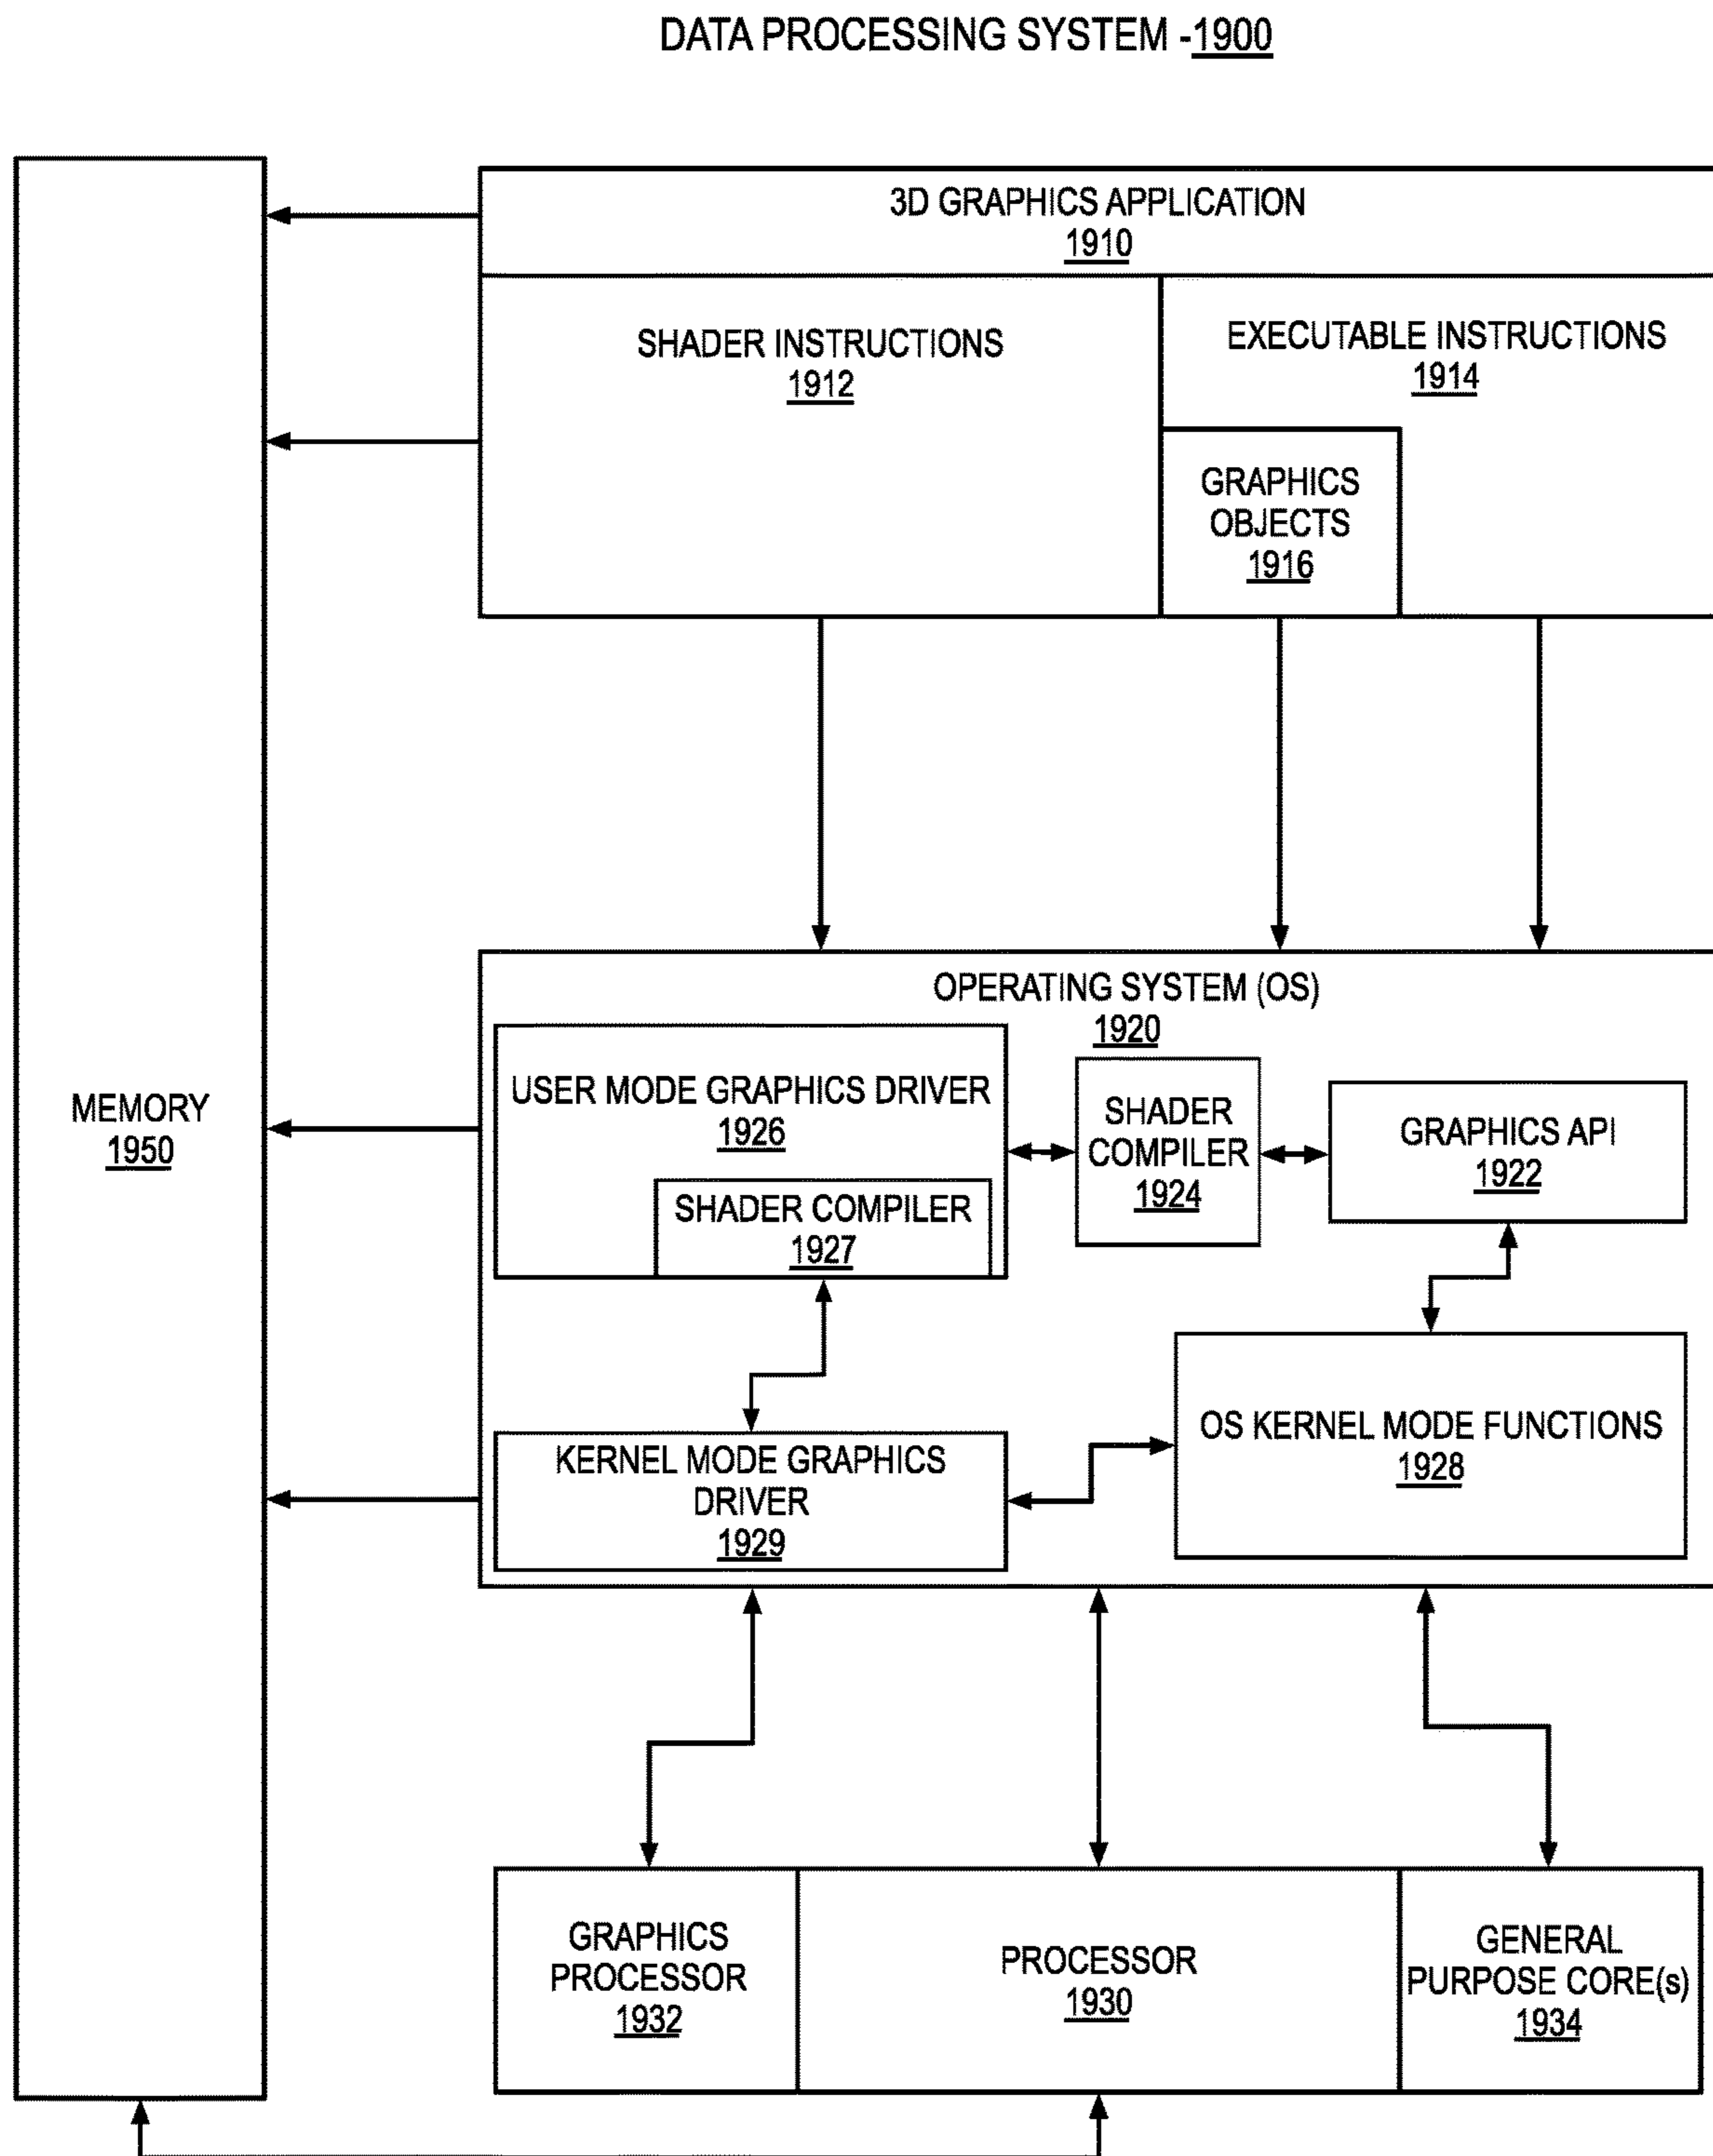 DATA PROCESSING SYSTEM -1900
3D GRAPHICS APPLICATION
1910
SHADER INSTRUCTIONS
1912
EXECUTABLE INSTRUCTIONS
1914
GRAPHICS
OBJECTS
1916
MEMORY
1950
OPERATING SYSTEM (OS)
1920
USER MODE GRAPHICS DRIVER
1926
SHADER COMPILER
1927
SHADER
COMPILER
1924
GRAPHICS API
1922
KERNEL MODE GRAPHICS
DRIVER
1929
OS KERNEL MODE FUNCTIONS
1928
GRAPHICS
PROCESSOR
1932
PROCESSOR
1930
GENERAL
PURPOSE CORE(s)
1934